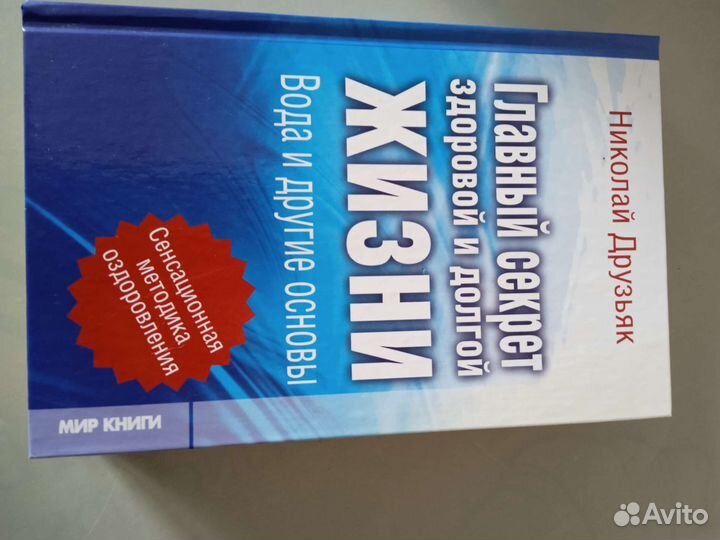 Николай Друзьяк
Главный секрет
здоровой и долгой
ЖИЗНИ
Вода и другие основы
Сенсационная
методика
оздоровления
МИР КНИГИ
Avito